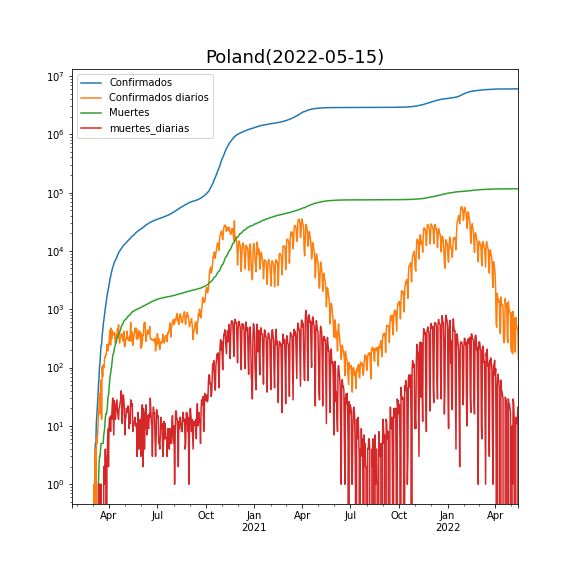 Poland(2022-05-15)
Confirmados
Confirmados diarios
Muertes
muertes_diarias
10⁷
10⁶
10⁵
10⁴
10³
10²
10¹
10⁰
Apr Jul Oct Jan Apr Jul Oct Jan Apr
2021 2022